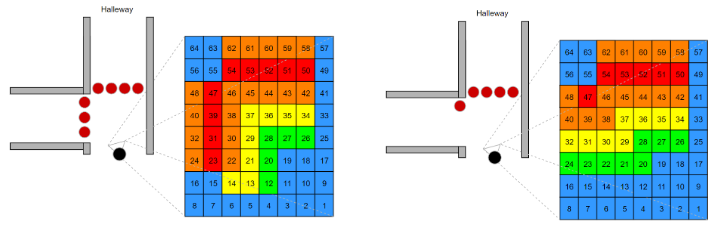 Halleway
64 63 62 61 60 59 58 57
56 55 54 53 52 51 50 49
48 47 46 45 44 43 42 41
40 39 38 37 36 35 34 33
32 31 30 29 28 27 26 25
24 23 22 21 20 19 18 17
16 15 14 13 12 11 10 9
8 7 6 5 4 3 2 1
Halleway
64 63 62 61 60 59 58 57
56 55 54 53 52 51 50 49
48 47 46 45 44 43 42 41
40 39 38 37 36 35 34 33
32 31 30 29 28 27 26 25
24 23 22 21 20 19 18 17
16 15 14 13 12 11 10 9
8 7 6 5 4 3 2 1